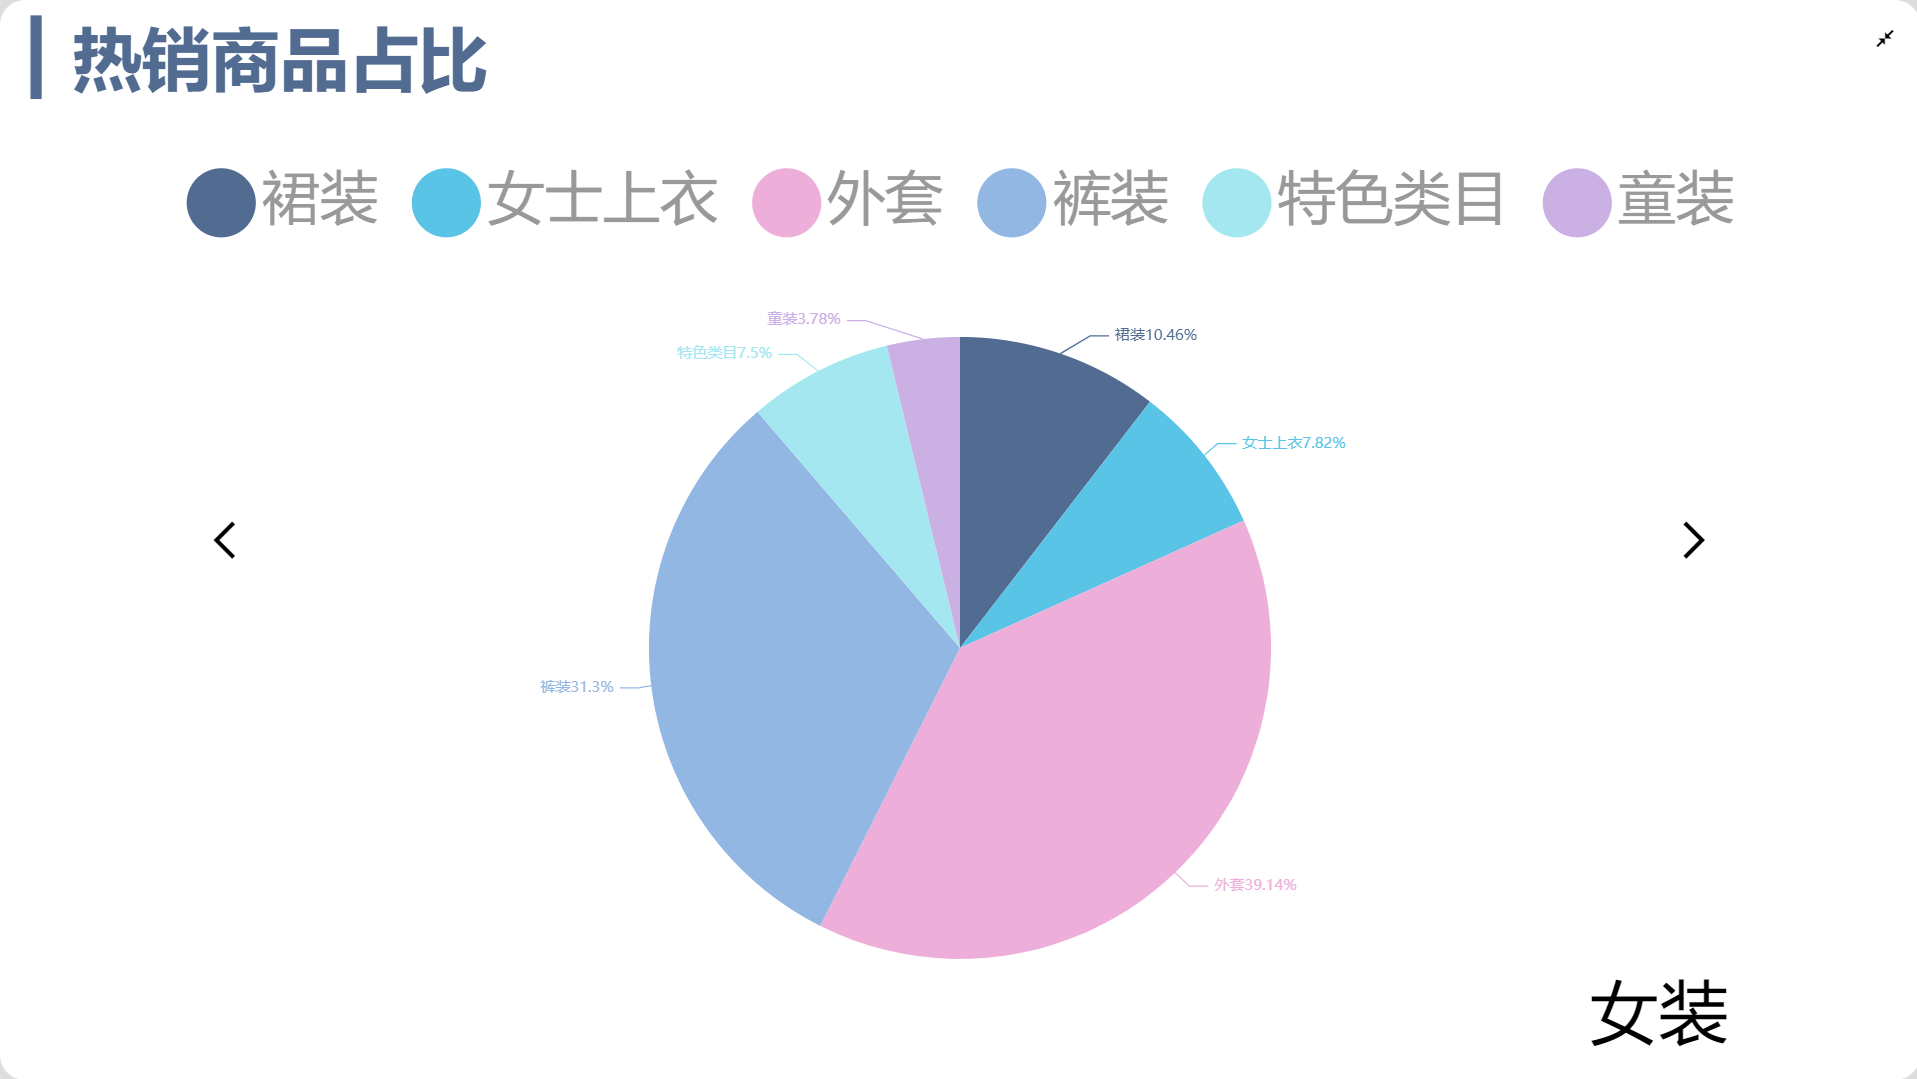 热销商品占比
裙装 女士上衣 外套 裤装 特色类目 童装
童装3.78%
裙装10.46%
特色类目7.5%
女士上衣7.82%
裤装31.3%
外套39.14%
女装